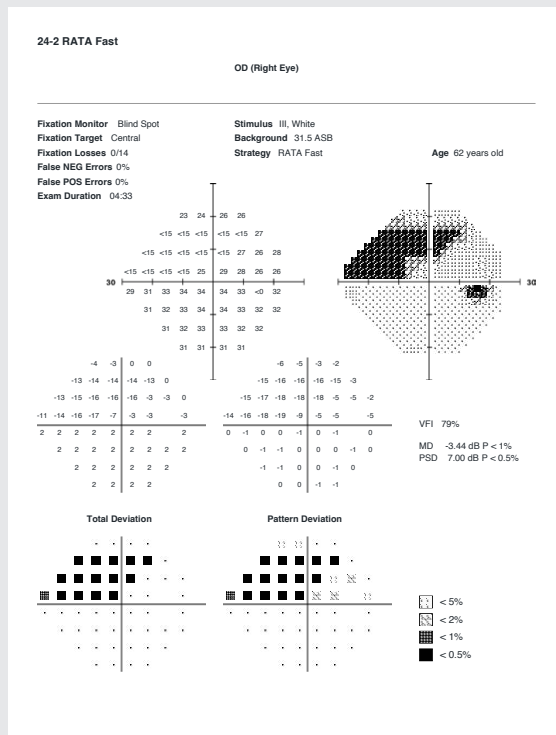 24-2 RATA Fast
OD (Right Eye)
Fixation Monitor Blind Spot
Fixation Target Central
Fixation Losses 0/14
False NEG Errors 0%
False POS Errors 0%
Exam Duration 04:33
Stimulus III, White
Background 31.5 ASB
Strategy RATA Fast
Age 62 years old
23 24 26 26
<15 <15 <15 <15 <15 27
<15 <15 <15 <15 <15 27 26 28
<15 <15 <15 <15 25 29 28 26 26
30
30
29 31 33 34 34 34 33 <0 32
31 32 33 34 34 33 32 32
31 32 33 33 32 32
31 31 31 31
-4 -3 0 0
-13 -14 -14 -14 -13 0
-13 -15 -16 -16 -16 -3 -3 0
-11 -14 -16 -17 -7 -3 -3 -3
2 2 2 2 2 2 2 2
2 2 2 2 2 2 2 2
2 2 2 2 2 2
2 2 2 2
-6 -5 -3 -2
-15 -16 -16 -16 -15 -3
-15 -17 -18 -18 -18 -5 -5 -2
-14 -16 -18 -19 -9 -5 -5 -5
0 -1 0 0 -1 0 -1 0
0 -1 -1 0 0 0 -1 0
-1 -1 0 -1 -1 0
0 0 -1 -1
VFI 79%
MD -3.44 dB P < 1%
PSD 7.00 dB P < 0.5%
Total Deviation
Pattern Deviation
< 5%
< 2%
< 1%
< 0.5%